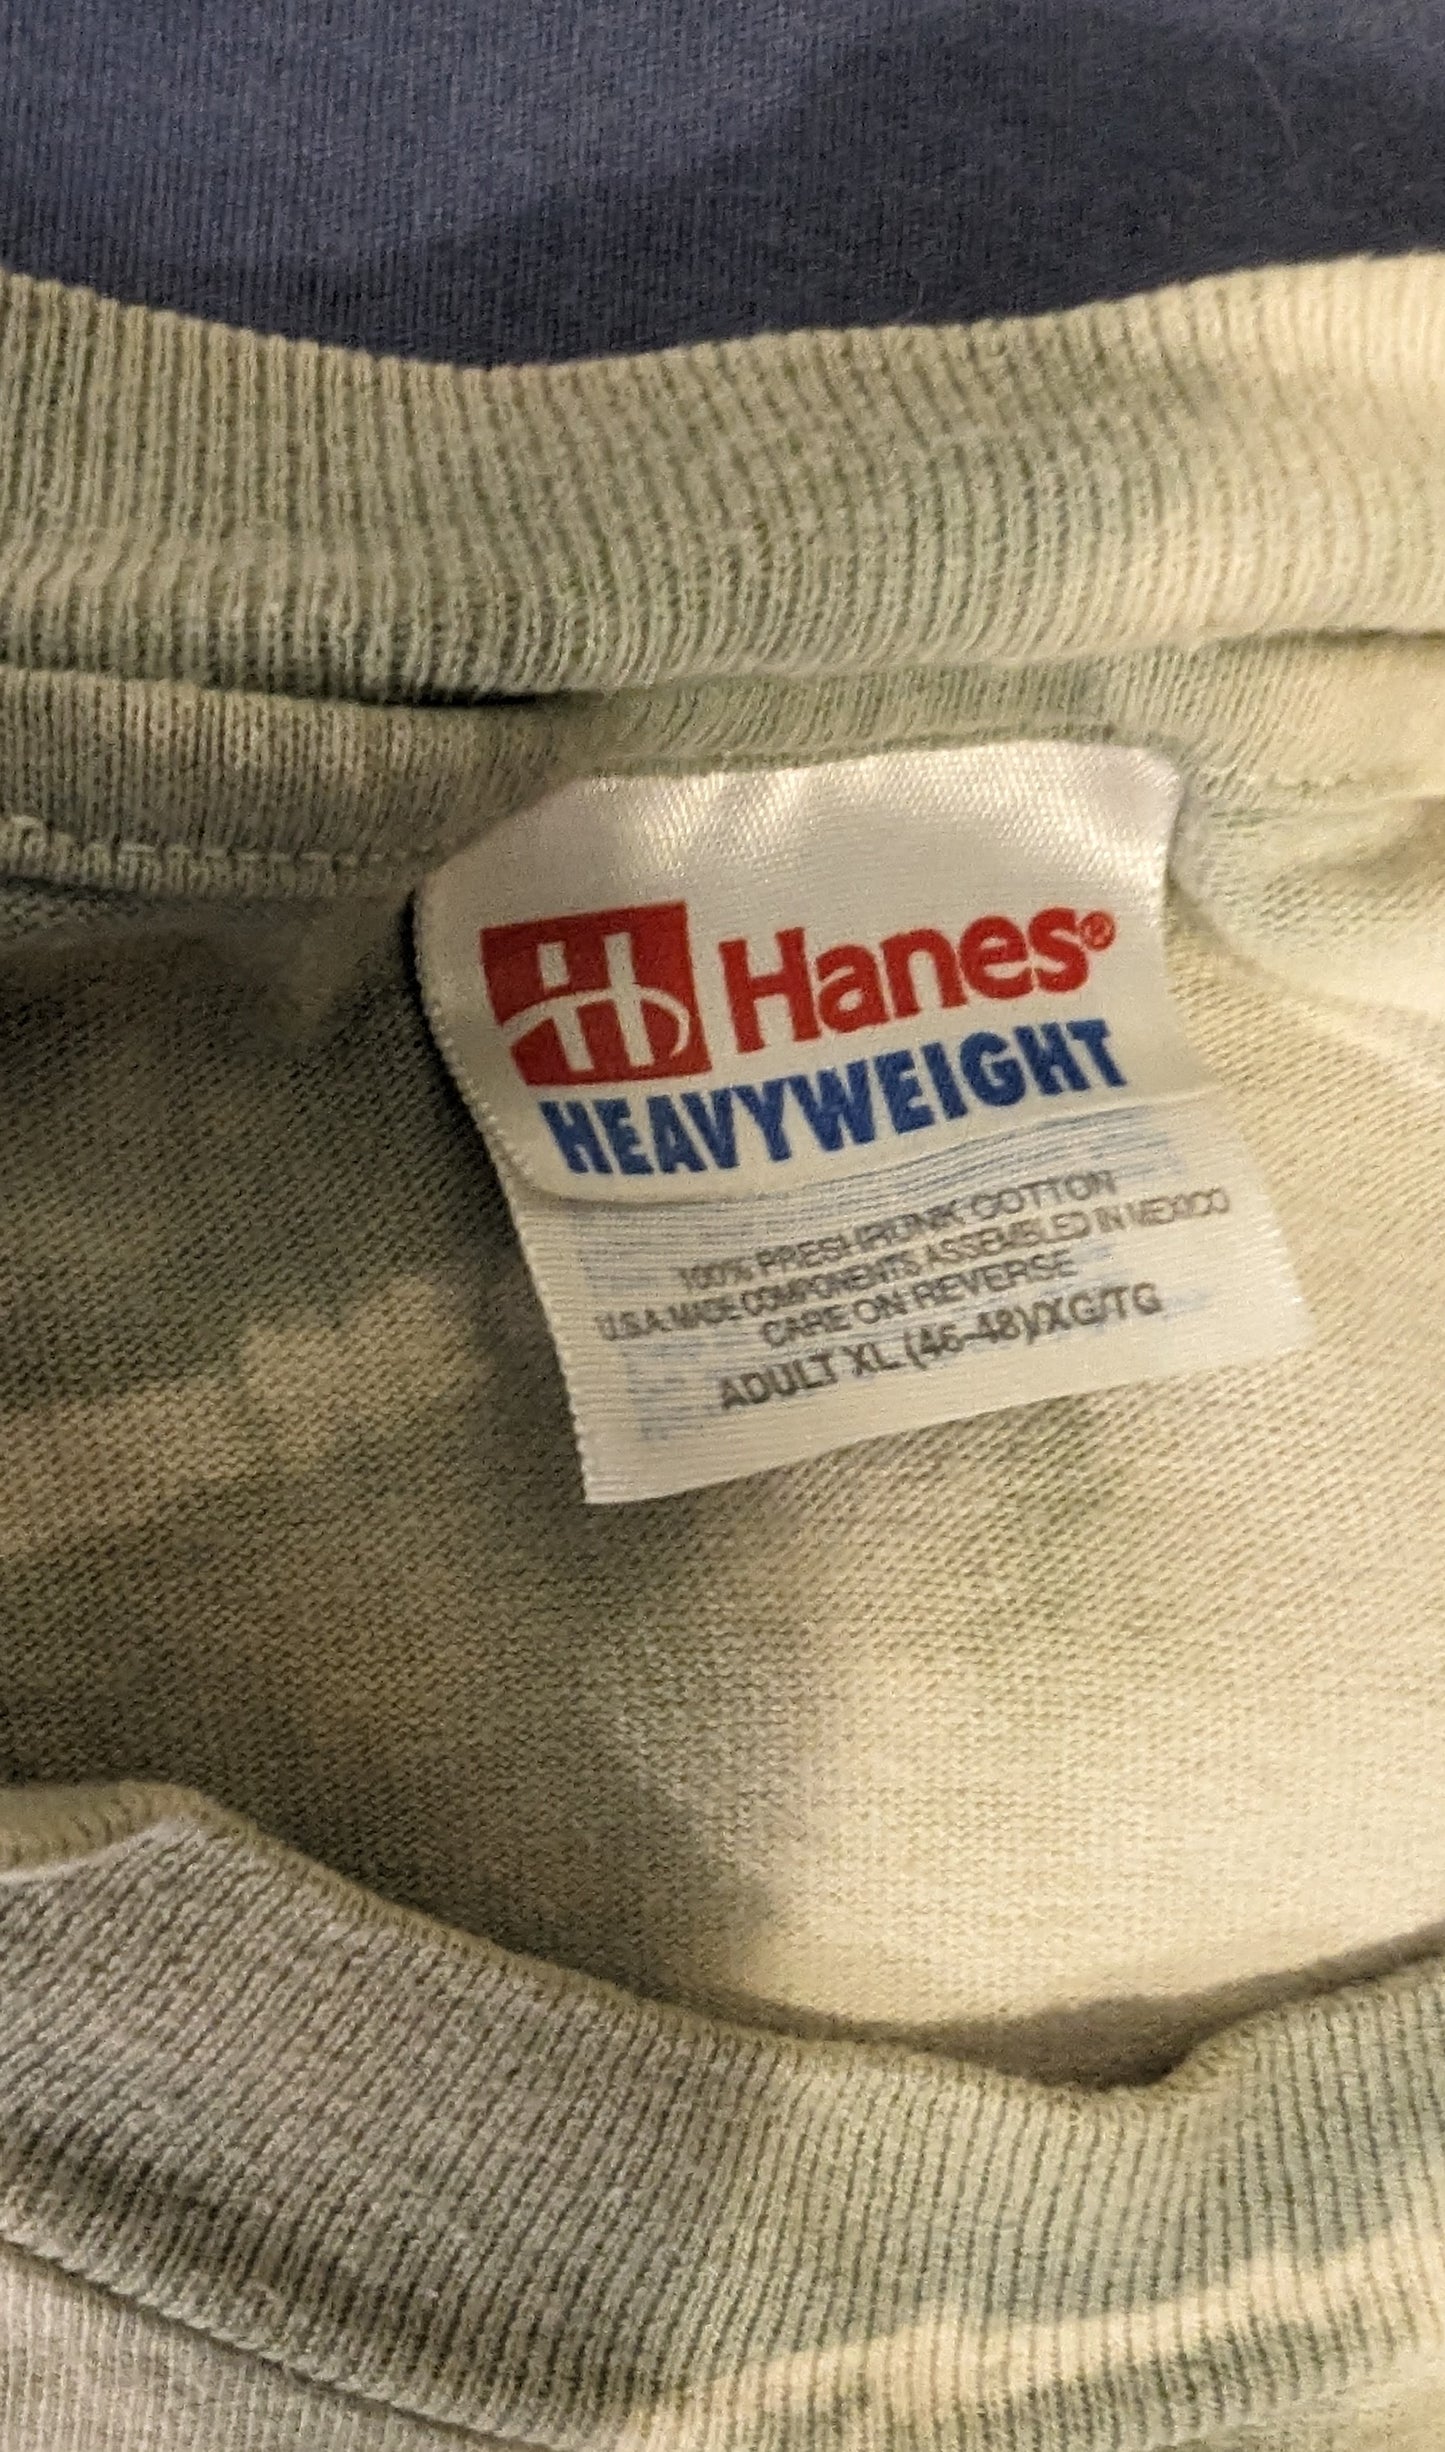 H Hanes®
HEAVYWEIGHT
100% PRESHRUNK COTTON
U.S.A. MADE COMPONENTS ASSEMBLED IN MEXICO
CARE ON REVERSE
ADULT XL (46-48)/XG/TG